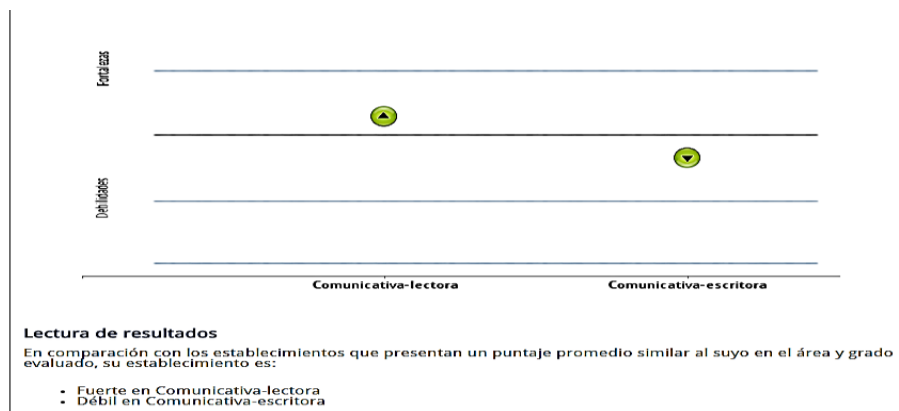 Fortalezas
Debilidades
Comunicativa-lectora
Comunicativa-escritora
Lectura de resultados
En comparación con los establecimientos que presentan un puntaje promedio similar al suyo en el área y grado
evaluado, su establecimiento es:
• Fuerte en Comunicativa-lectora
• Débil en Comunicativa-escritora